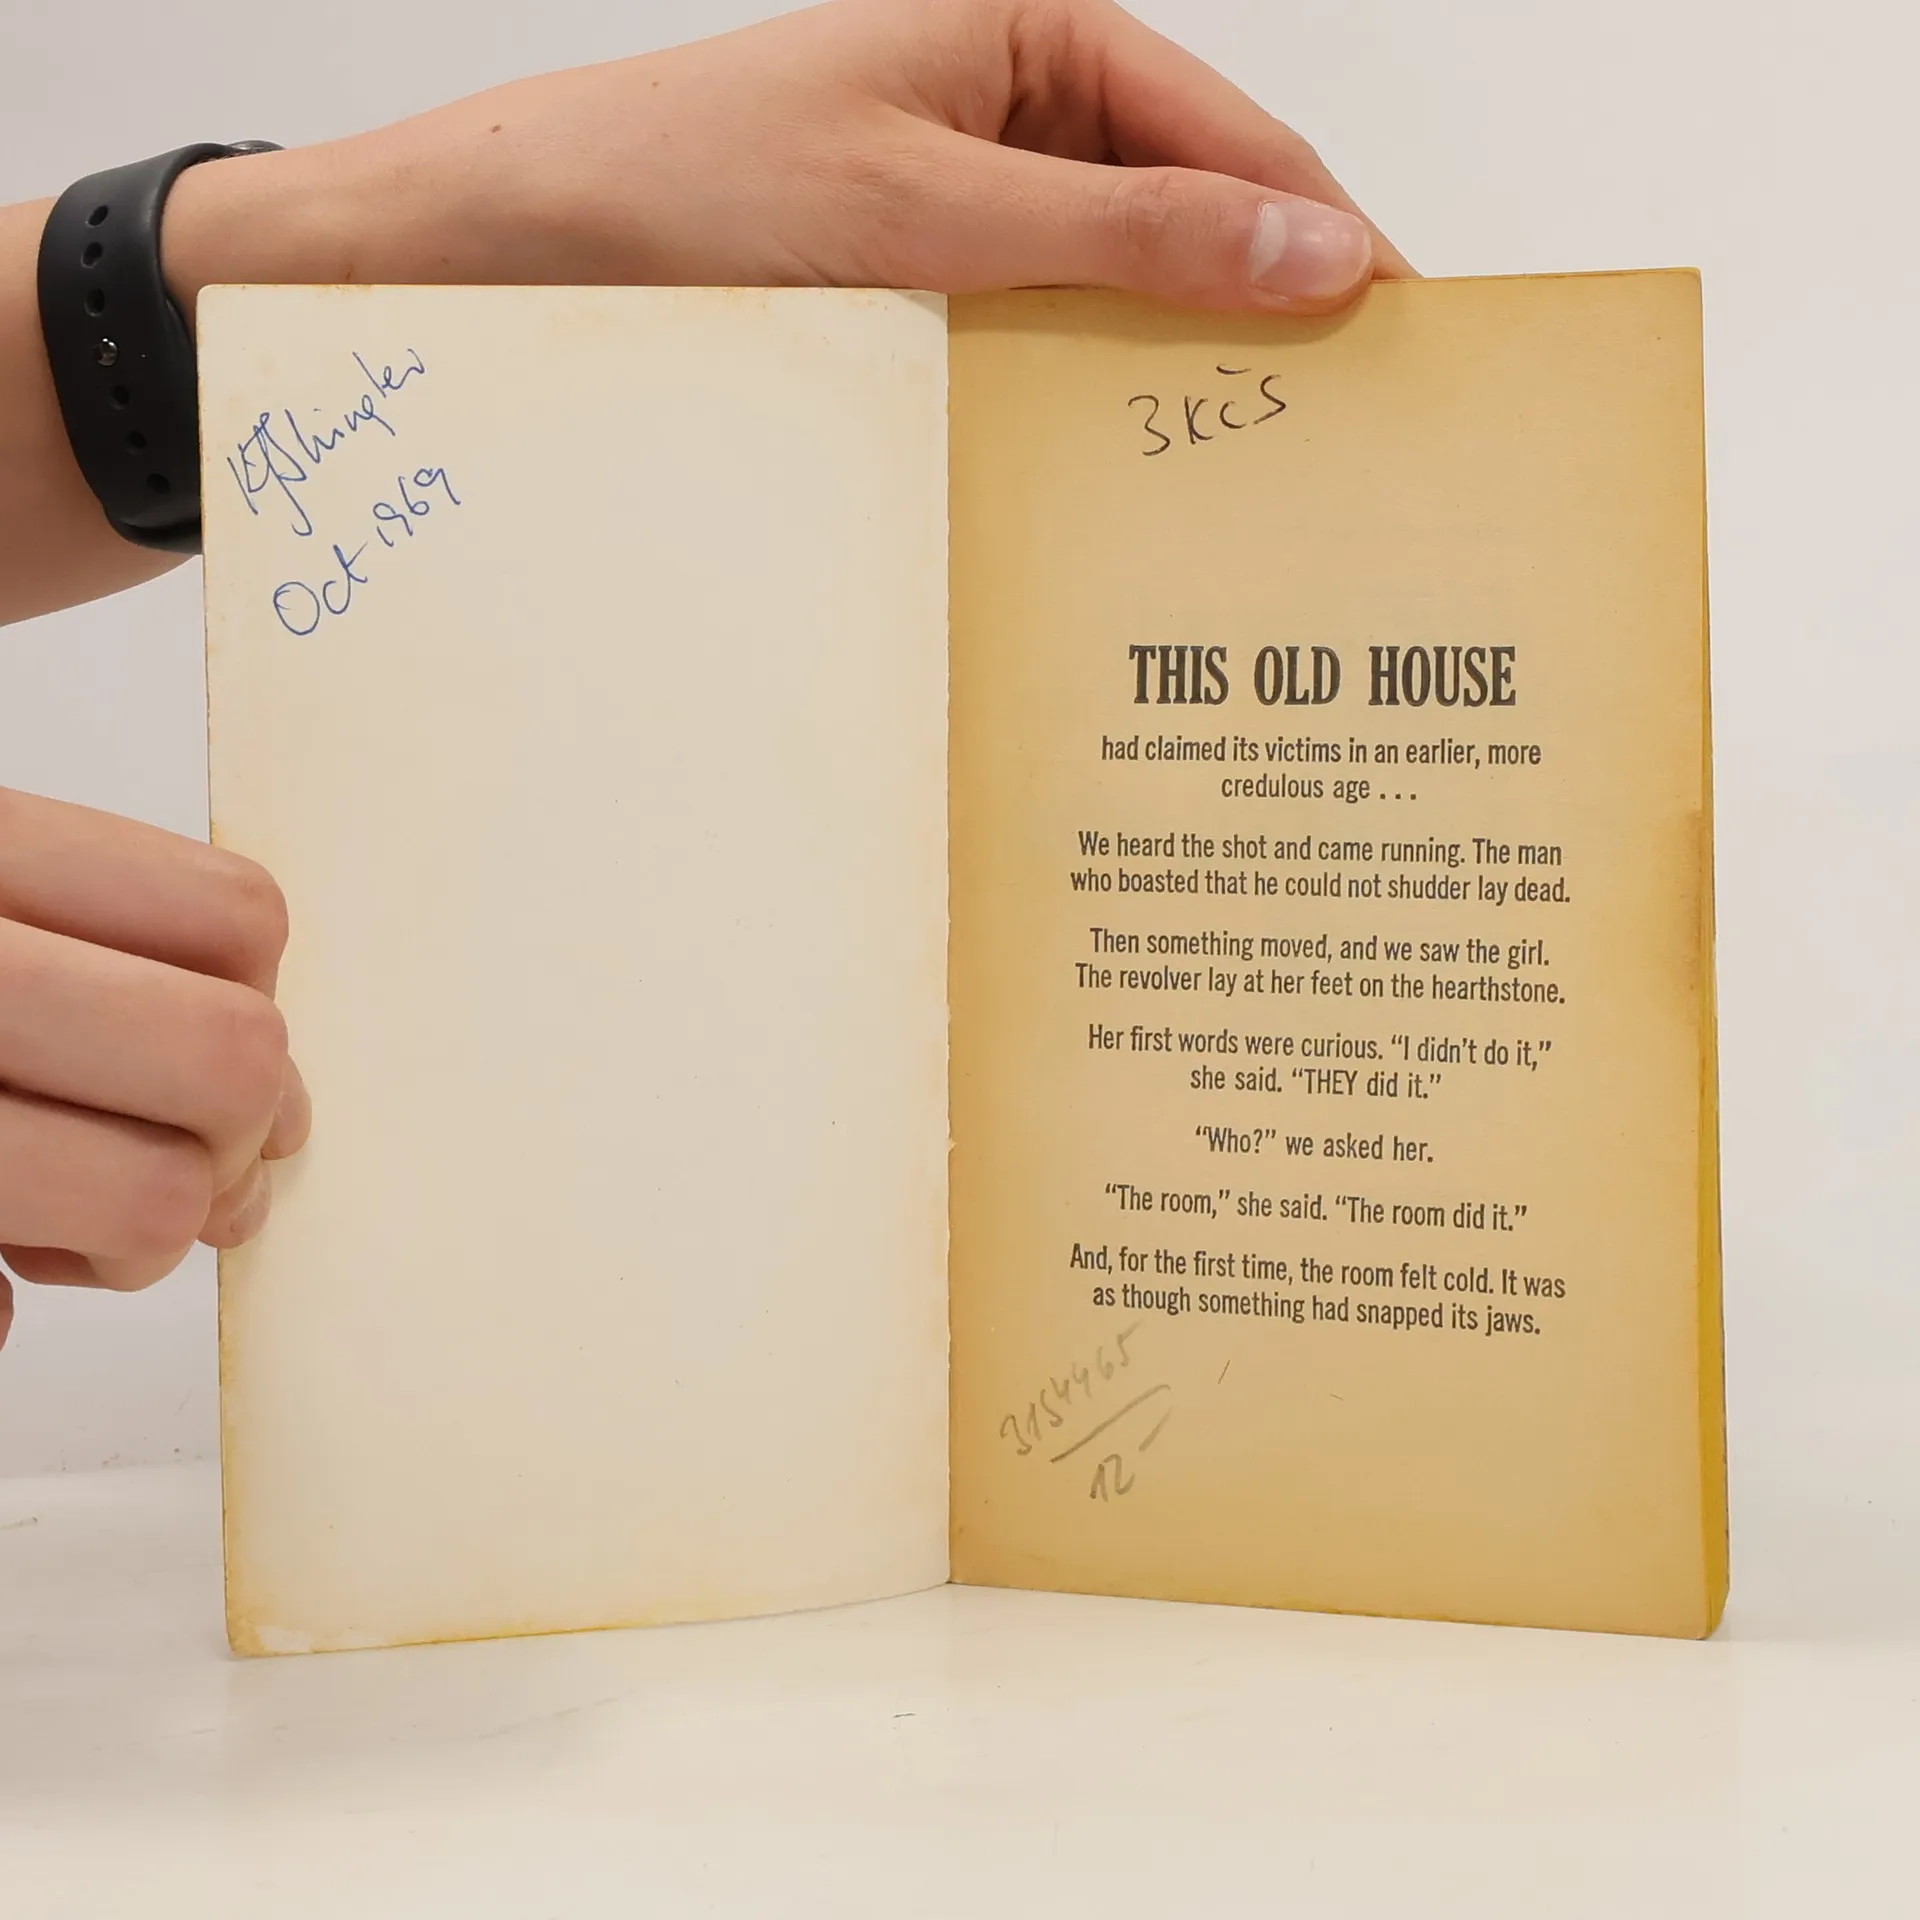 Oct 1969
3 Kčs
THIS OLD HOUSE
had claimed its victims in an earlier, more
credulous age . . .
We heard the shot and came running. The man
who boasted that he could not shudder lay dead.
Then something moved, and we saw the girl.
The revolver lay at her feet on the hearthstone.
Her first words were curious. “I didn’t do it,”
she said. “THEY did it.”
“Who?” we asked her.
“The room,” she said. “The room did it.”
And, for the first time, the room felt cold. It was
as though something had snapped its jaws.
3154465
12 -